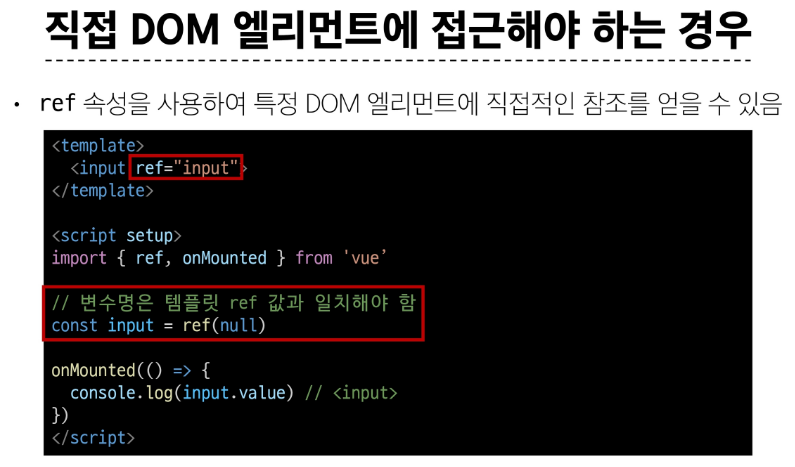 직접 DOM 엘리먼트에 접근해야 하는 경우
• ref 속성을 사용하여 특정 DOM 엘리먼트에 직접적인 참조를 얻을 수 있음
<template>
  <input ref="input">
</template>
<script setup>
import { ref, onMounted } from 'vue’
// 변수명은 템플릿 ref 값과 일치해야 함
const input = ref(null)
onMounted(() => {
  console.log(input.value) // <input>
})
</script>